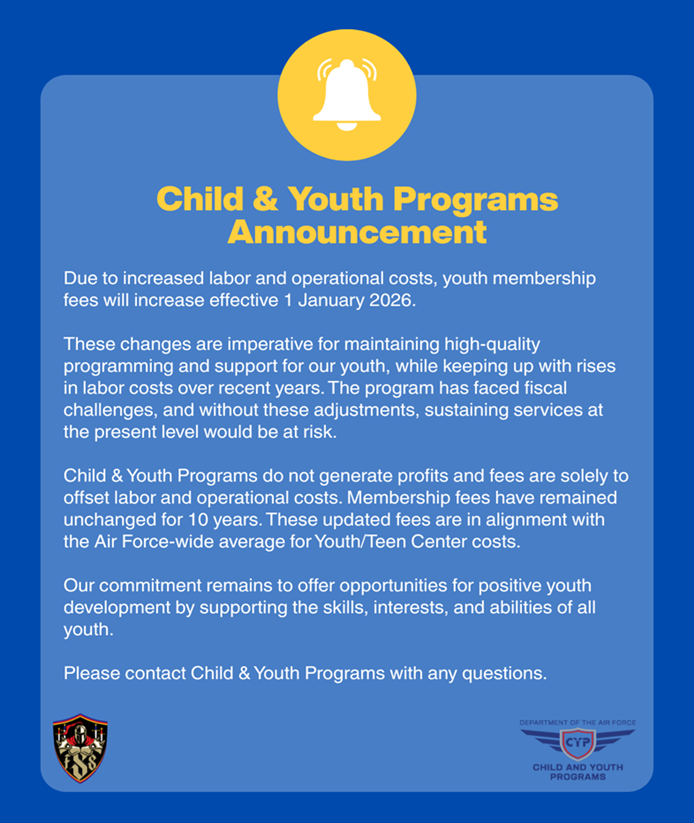 Child & Youth Programs
Announcement
Due to increased labor and operational costs, youth membership
fees will increase effective 1 January 2026.
These changes are imperative for maintaining high-quality
programming and support for our youth, while keeping up with rises
in labor costs over recent years. The program has faced fiscal
challenges, and without these adjustments, sustaining services at
the present level would be at risk.
Child & Youth Programs do not generate profits and fees are solely to
offset labor and operational costs. Membership fees have remained
unchanged for 10 years. These updated fees are in alignment with
the Air Force-wide average for Youth/Teen Center costs.
Our commitment remains to offer opportunities for positive youth
development by supporting the skills, interests, and abilities of all
youth.
Please contact Child & Youth Programs with any questions.
DEPARTMENT OF THE AIR FORCE
CYP
CHILD AND YOUTH
PROGRAMS